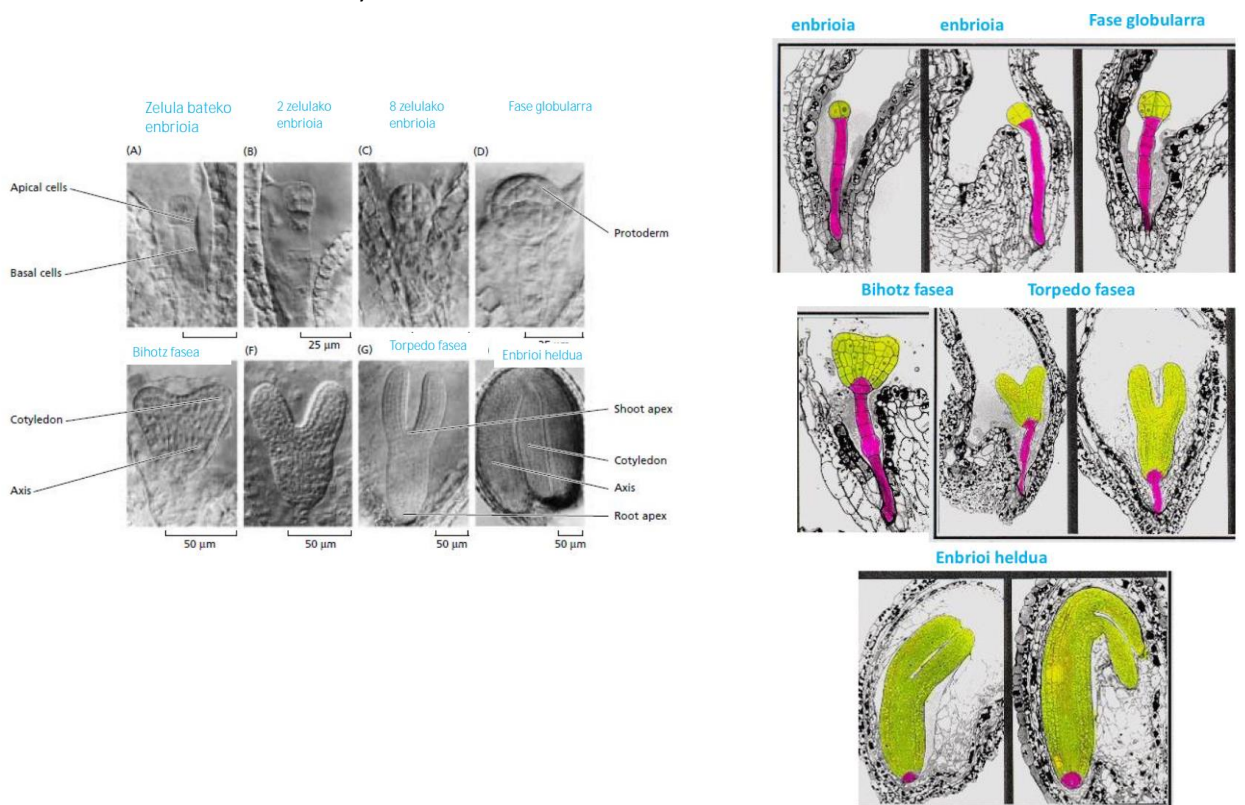 Zelula bateko
enbrioia
2 zelulako
enbrioia
8 zelulako
enbrioia
Fase globularra
(A)
(B)
(C)
(D)
Apical cells
Basal cells
Protoderm
25 μm
Bihotz fasea
(F)
(G)
Torpedo fasea
Enbrioi heldua
Cotyledon
Axis
Shoot apex
Cotyledon
Axis
Root apex
50 μm
50 μm
50 μm
50 μm
enbrioia
enbrioia
Fase globularra
Bihotz fasea
Torpedo fasea
Enbrioi heldua